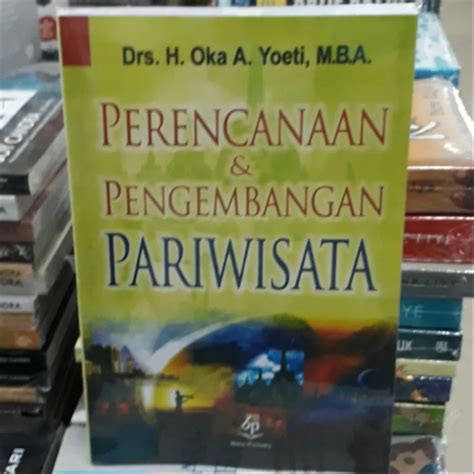 Drs. H. Oka A. Yoeti, M.B.A.
PERENCANAAN
&
PENGEMBANGAN
PARIWISATA